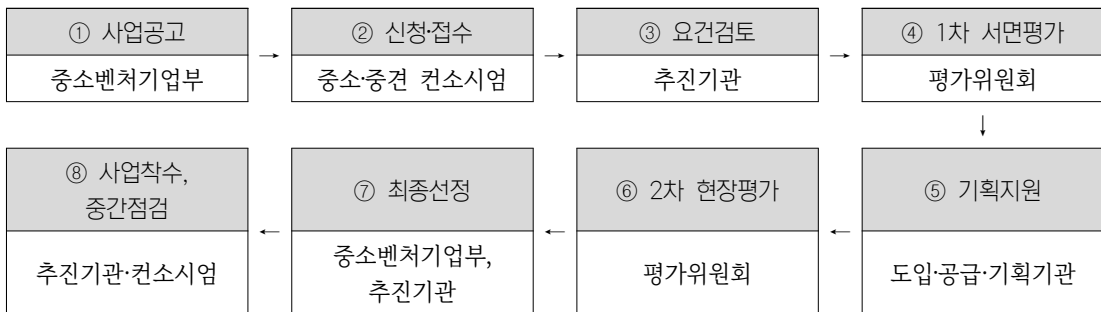 ① 사업공고
중소벤처기업부
→
② 신청·접수
중소·중견 컨소시엄
→
③ 요건검토
추진기관
→
④ 1차 서면평가
평가위원회
↓
⑧ 사업착수,
중간점검
추진기관·컨소시엄
←
⑦ 최종선정
중소벤처기업부,
추진기관
←
⑥ 2차 현장평가
평가위원회
←
⑤ 기획지원
도입·공급·기획기관